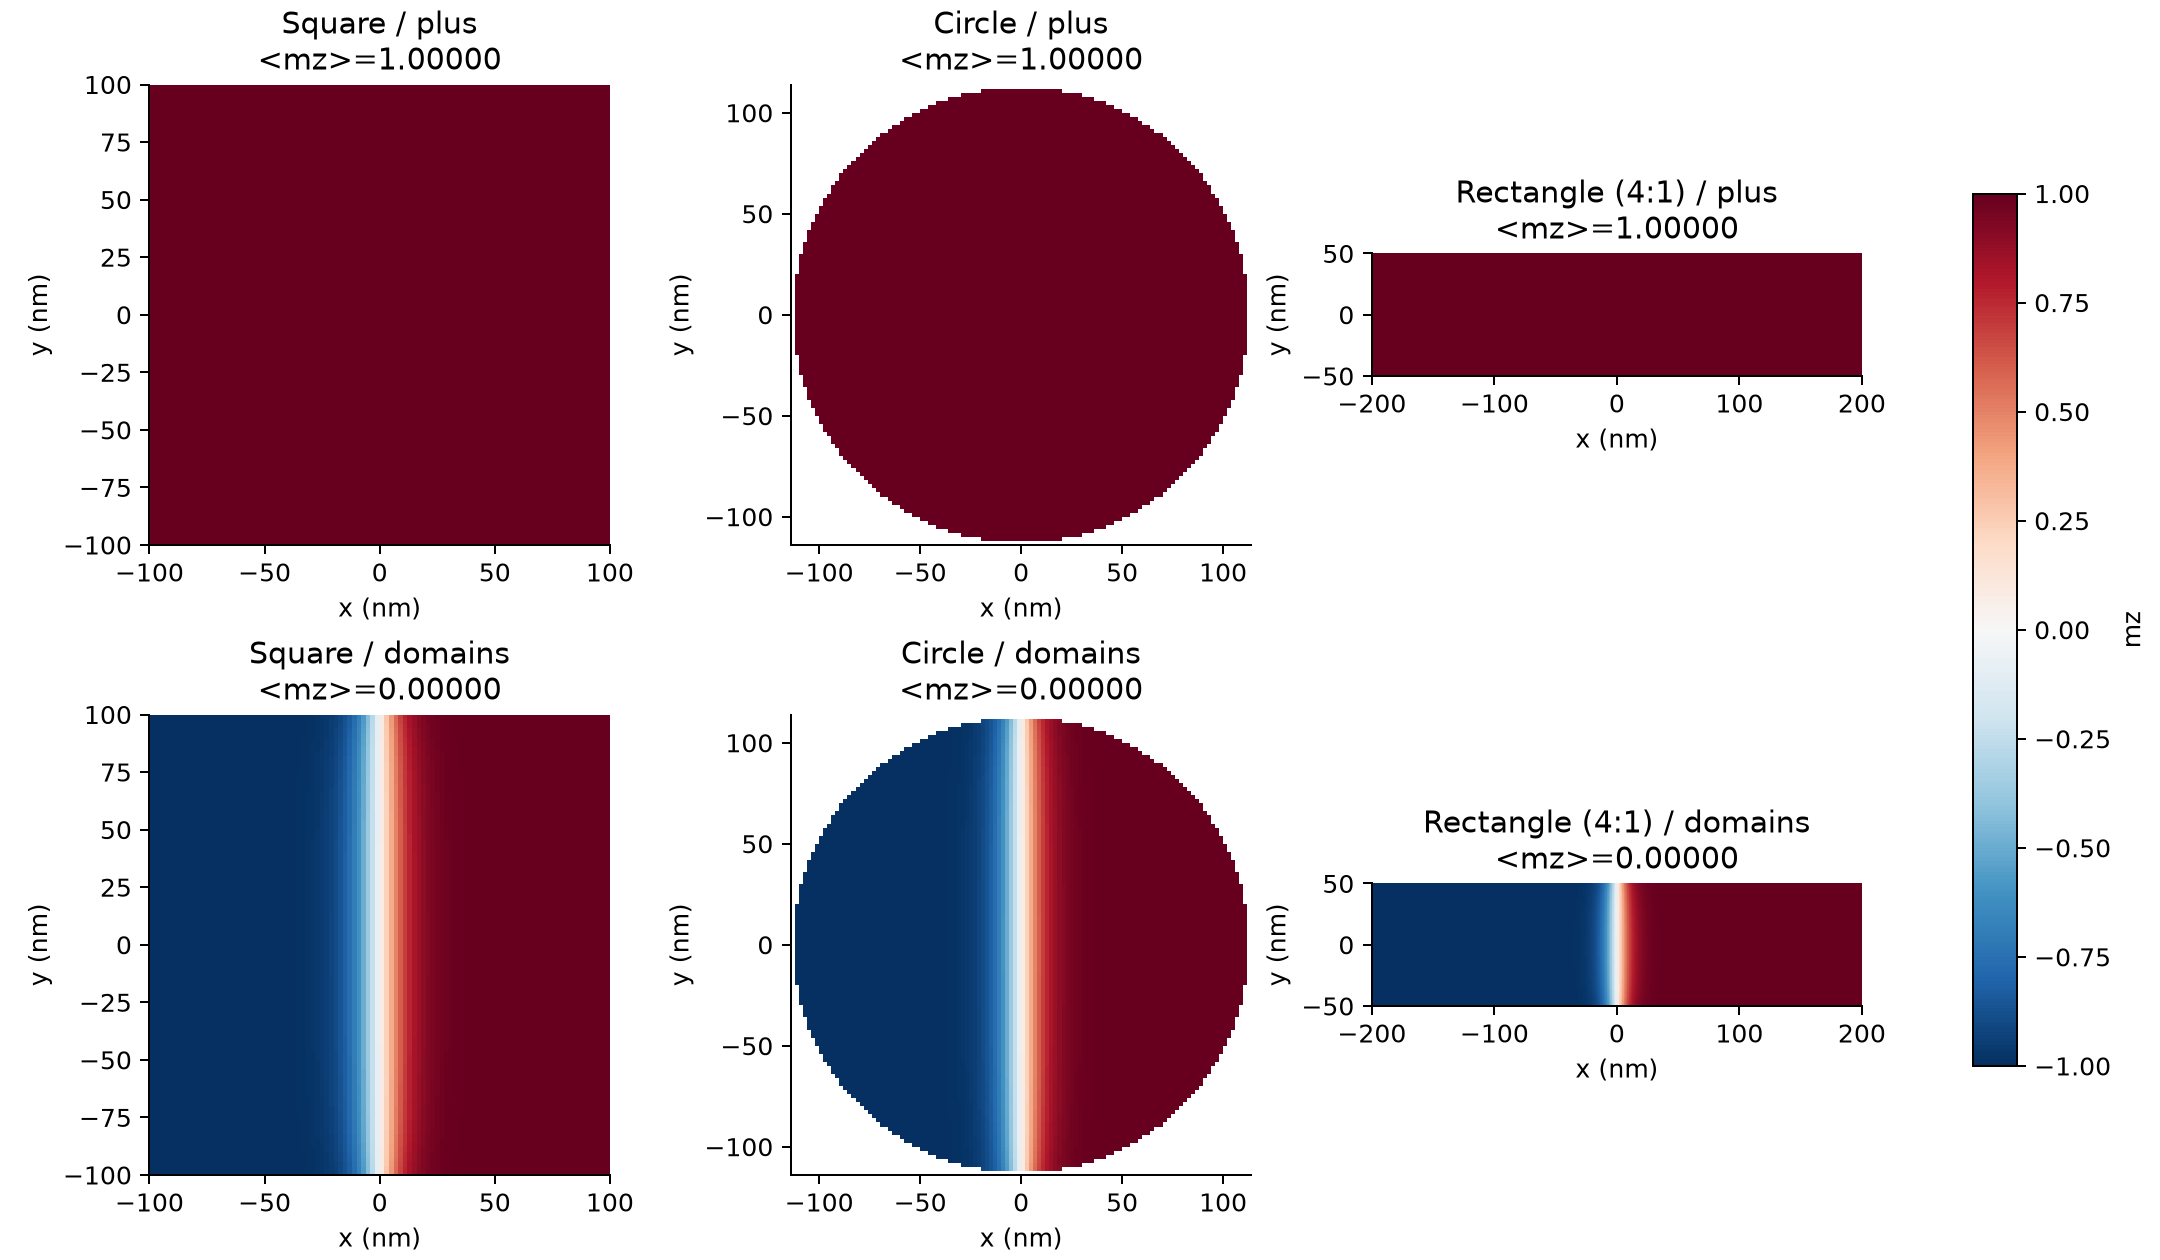 Square / plus
<mz>=1.00000
100
75
50
25
0
−25
−50
−75
−100
y (nm)
−100 −50 0 50 100
x (nm)
Circle / plus
<mz>=1.00000
100
50
0
−50
−100
y (nm)
−100 −50 0 50 100
x (nm)
Rectangle (4:1) / plus
<mz>=1.00000
50
0
−50
y (nm)
−200 −100 0 100 200
x (nm)
Square / domains
<mz>=0.00000
100
75
50
25
0
−25
−50
−75
−100
y (nm)
−100 −50 0 50 100
x (nm)
Circle / domains
<mz>=0.00000
100
50
0
−50
−100
y (nm)
−100 −50 0 50 100
x (nm)
Rectangle (4:1) / domains
<mz>=0.00000
50
0
−50
y (nm)
−200 −100 0 100 200
x (nm)
1.00
0.75
0.50
0.25
0.00
−0.25
−0.50
−0.75
−1.00
mz